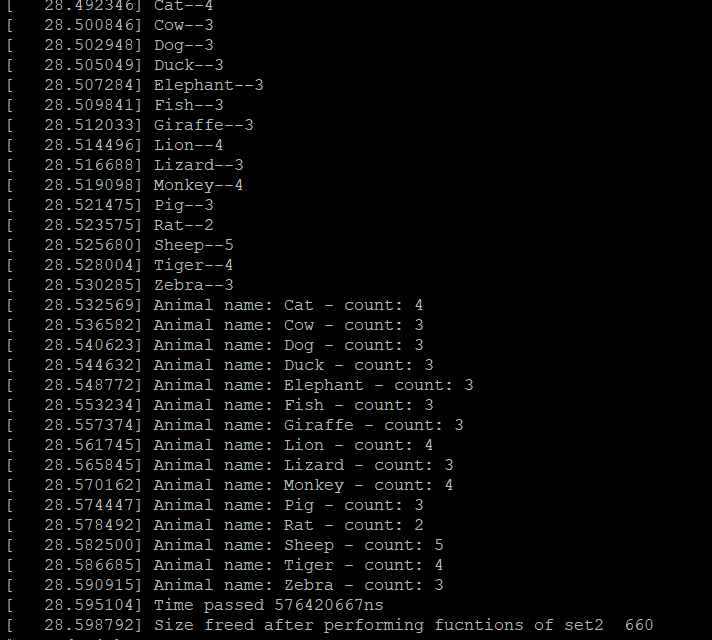 [   28.492346] Cat--4
[   28.500846] Cow--3
[   28.502948] Dog--3
[   28.505049] Duck--3
[   28.507284] Elephant--3
[   28.509841] Fish--3
[   28.512033] Giraffe--3
[   28.514496] Lion--4
[   28.516688] Lizard--3
[   28.519098] Monkey--4
[   28.521475] Pig--3
[   28.523575] Rat--2
[   28.525680] Sheep--5
[   28.528004] Tiger--4
[   28.530285] Zebra--3
[   28.532569] Animal name: Cat - count: 4
[   28.536582] Animal name: Cow - count: 3
[   28.540623] Animal name: Dog - count: 3
[   28.544632] Animal name: Duck - count: 3
[   28.548772] Animal name: Elephant - count: 3
[   28.553234] Animal name: Fish - count: 3
[   28.557374] Animal name: Giraffe - count: 3
[   28.561745] Animal name: Lion - count: 4
[   28.565845] Animal name: Lizard - count: 3
[   28.570162] Animal name: Monkey - count: 4
[   28.574447] Animal name: Pig - count: 3
[   28.578492] Animal name: Rat - count: 2
[   28.582500] Animal name: Sheep - count: 5
[   28.586685] Animal name: Tiger - count: 4
[   28.590915] Animal name: Zebra - count: 3
[   28.595104] Time passed 576420667ns
[   28.598792] Size freed after performing fucntions of set2  660